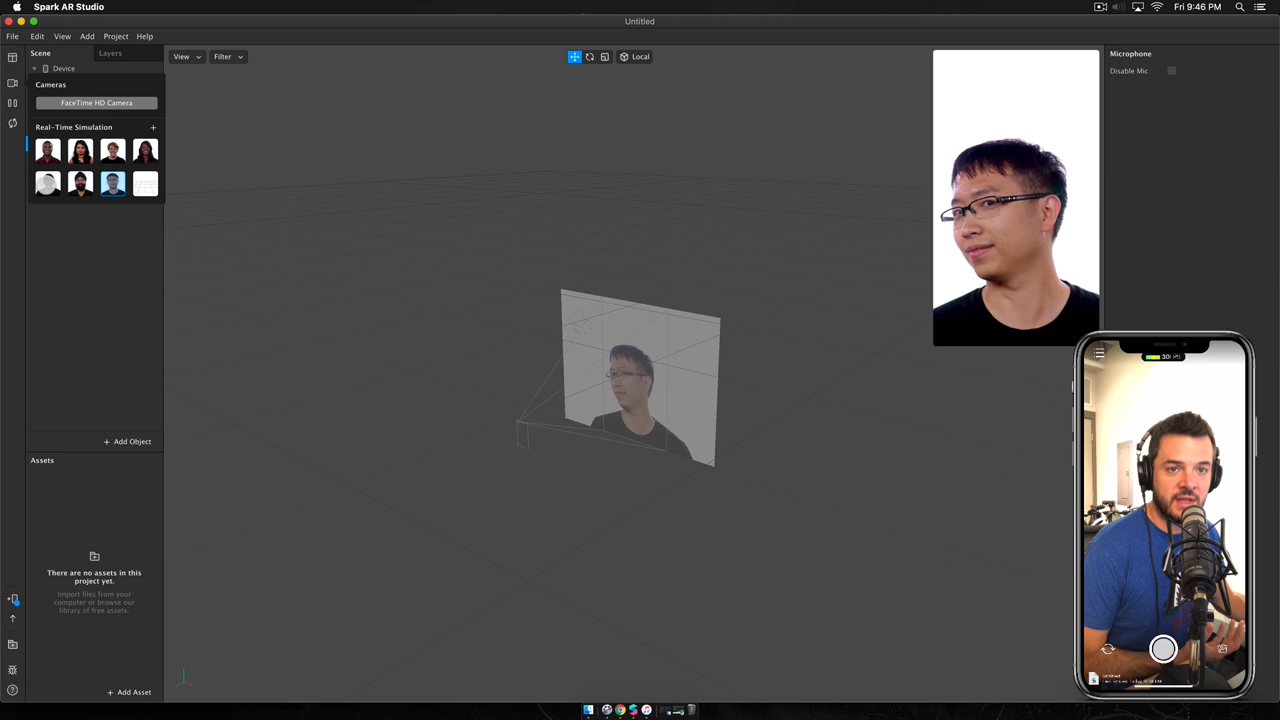 Spark AR Studio
Fri 9:46 PM
Untitled
File Edit View Add Project Help
Scene
Layers
View
Filter
Local
Microphone
Device
Disable Mic
Cameras
FaceTime HD Camera
Real-Time Simulation +
+ Add Object
Assets
There are no assets in this
project yet.
Import files from your
computer or browse our
library of free assets.
+ Add Asset
30
Untitled